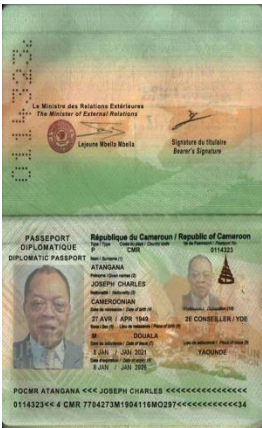 0114323
Le Ministre des Relations Extérieures
The Minister of External Relations
Lejeune Mbella Mbella
Signature du titulaire
Bearer's Signature
PASSEPORT
DIPLOMATIQUE
DIPLOMATIC PASSPORT
République du Cameroun / Republic of Cameroon
P CMR 0114323
ATANGANA
JOSEPH CHARLES
CAMEROONIAN
27 AVR / APR 1949 2E CONSEILLER / YDE
M DOUALA
8 JAN / JAN 2021 YAOUNDE
8 JAN / JAN 2026
POCMR ATANGANA <<< JOSEPH CHARLES <<<<<<<<<<<<<<<<
0114323<< 4 CMR 7704273M1904116MO297<<<<<<<<<<<34